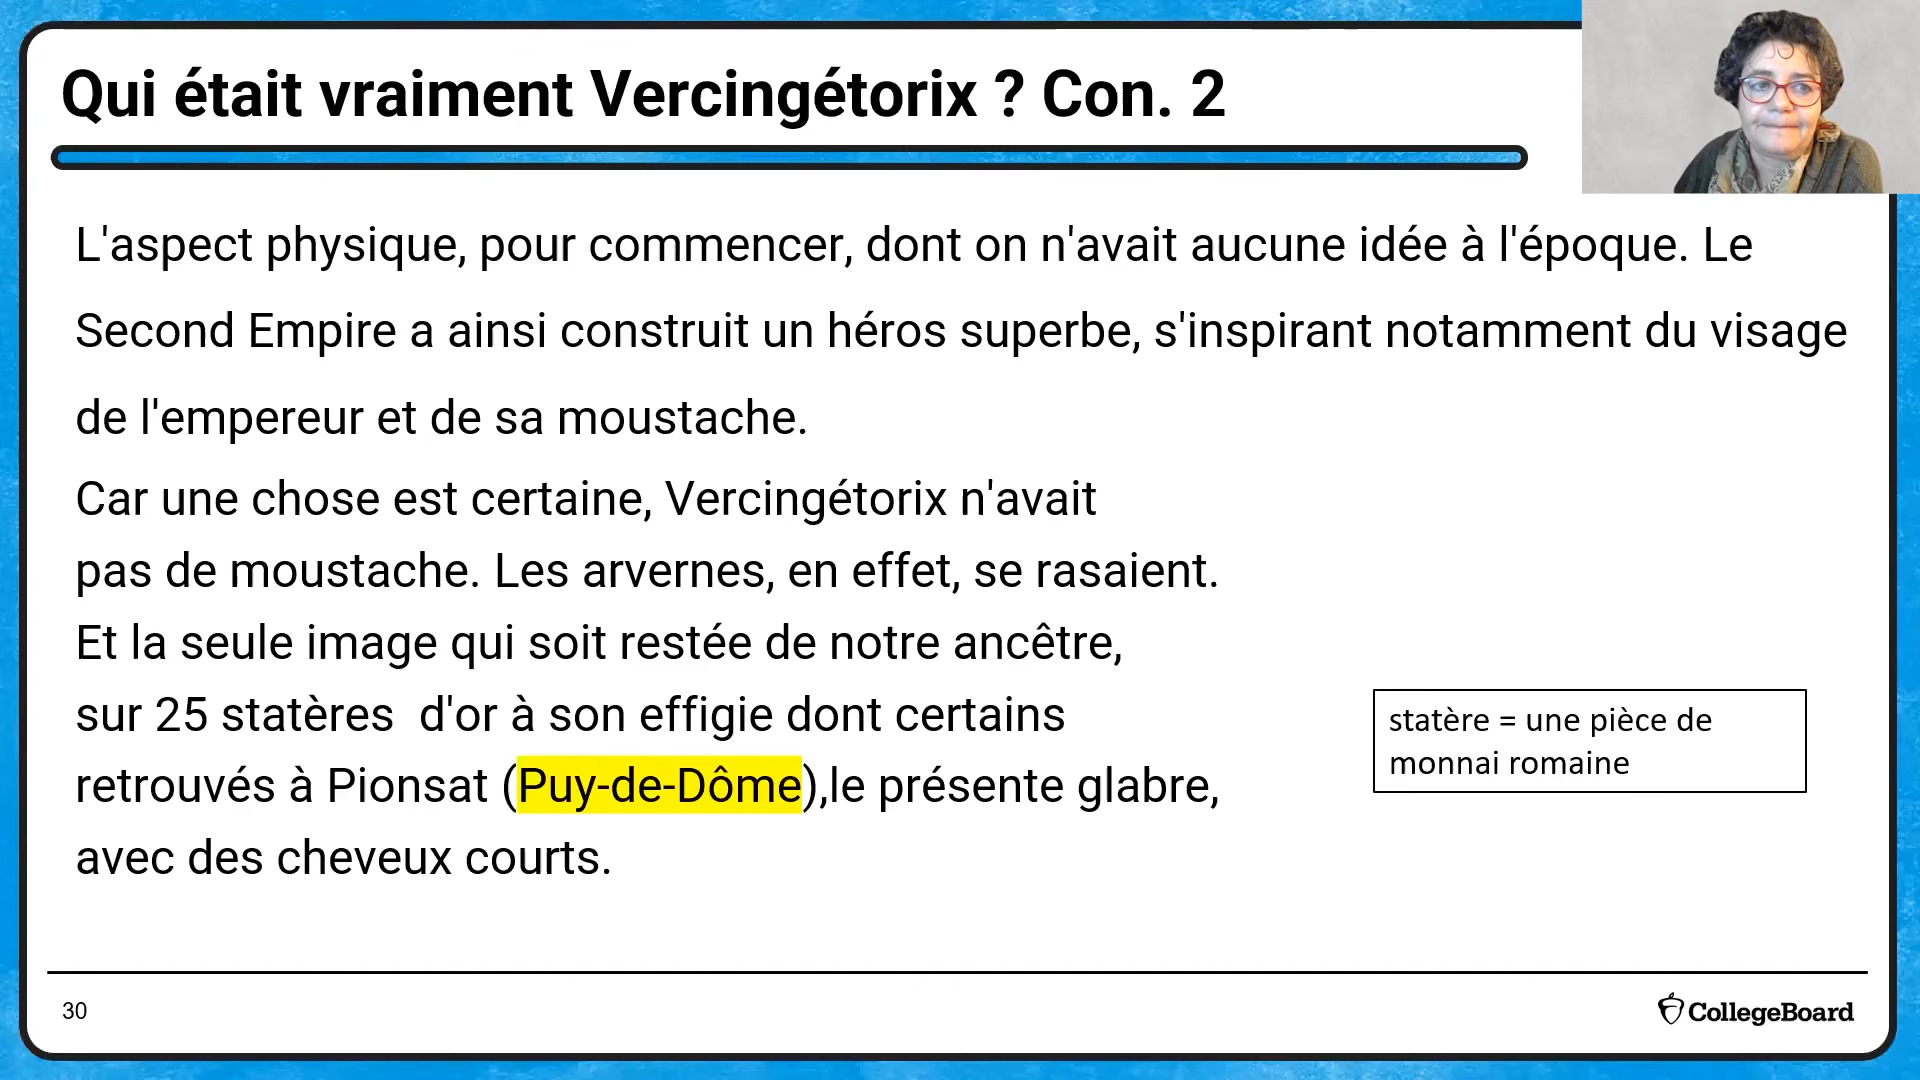 Qui était vraiment Vercingétorix ? Con. 2
L'aspect physique, pour commencer, dont on n'avait aucune idée à l'époque. Le
Second Empire a ainsi construit un héros superbe, s'inspirant notamment du visage
de l'empereur et de sa moustache.
Car une chose est certaine, Vercingétorix n'avait
pas de moustache. Les arvernes, en effet, se rasaient.
Et la seule image qui soit restée de notre ancêtre,
sur 25 statères  d'or à son effigie dont certains
retrouvés à Pionsat (Puy-de-Dôme),le présente glabre,
avec des cheveux courts.
statère = une pièce de
monnai romaine
30
CollegeBoard